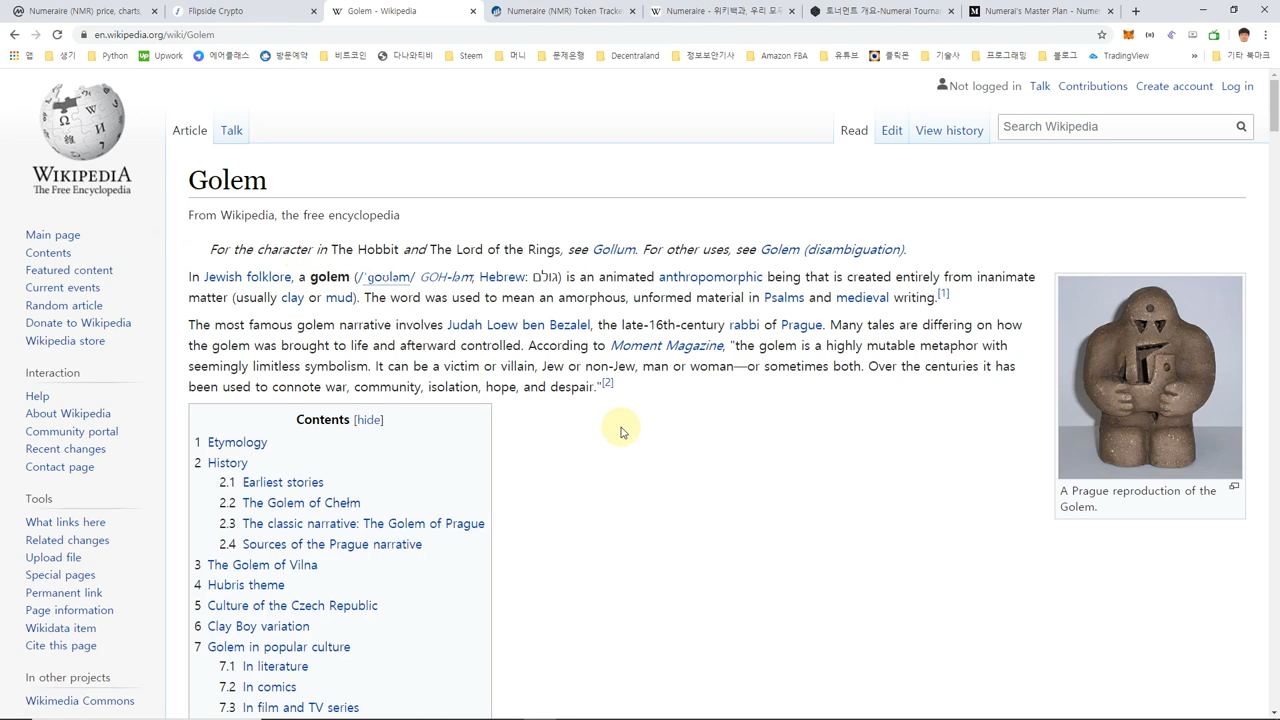 Numeraire (NMR) price, charts,
Flipside Crypto
Golem - Wikipedia
Numeraire (NMR) Token Tracke
Numeraire - 위키백과, 우리 모두
토너먼트 개요-Numerai Tournai
Numerai's Master Plan - Numer
en.wikipedia.org/wiki/Golem
앱
생기
Python
Upwork
에어클래스
방문예약
비트코인
다나와티비
Steem
머니
문제은행
Decentraland
정보보안기사
Amazon FBA
유튜브
클릭몬
기술사
프로그래밍
블로그
TradingView
»
기타 북마크
WIKIPEDIA
The Free Encyclopedia
Not logged in Talk Contributions Create account Log in
Article Talk
Read Edit View history
Search Wikipedia
Golem
From Wikipedia, the free encyclopedia
For the character in The Hobbit and The Lord of the Rings, see Gollum. For other uses, see Golem (disambiguation).
In Jewish folklore, a golem (/ˈɡoʊləm/ GOH-ləm; Hebrew: גולם) is an animated anthropomorphic being that is created entirely from inanimate
matter (usually clay or mud). The word was used to mean an amorphous, unformed material in Psalms and medieval writing.[1]
The most famous golem narrative involves Judah Loew ben Bezalel, the late-16th-century rabbi of Prague. Many tales are differing on how
the golem was brought to life and afterward controlled. According to Moment Magazine, "the golem is a highly mutable metaphor with
seemingly limitless symbolism. It can be a victim or villain, Jew or non-Jew, man or woman—or sometimes both. Over the centuries it has
been used to connote war, community, isolation, hope, and despair."[2]
A Prague reproduction of the
Golem.
Contents [hide]
1 Etymology
2 History
2.1 Earliest stories
2.2 The Golem of Chełm
2.3 The classic narrative: The Golem of Prague
2.4 Sources of the Prague narrative
3 The Golem of Vilna
4 Hubris theme
5 Culture of the Czech Republic
6 Clay Boy variation
7 Golem in popular culture
7.1 In literature
7.2 In comics
7.3 In film and TV series
Main page
Contents
Featured content
Current events
Random article
Donate to Wikipedia
Wikipedia store
Interaction
Help
About Wikipedia
Community portal
Recent changes
Contact page
Tools
What links here
Related changes
Upload file
Special pages
Permanent link
Page information
Wikidata item
Cite this page
In other projects
Wikimedia Commons